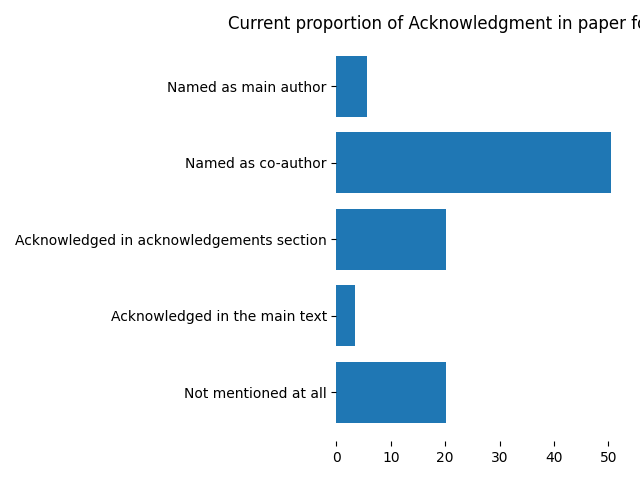 Current proportion of Acknowledgment in paper fo
Named as main author
Named as co-author
Acknowledged in acknowledgements section
Acknowledged in the main text
Not mentioned at all
0 10 20 30 40 50